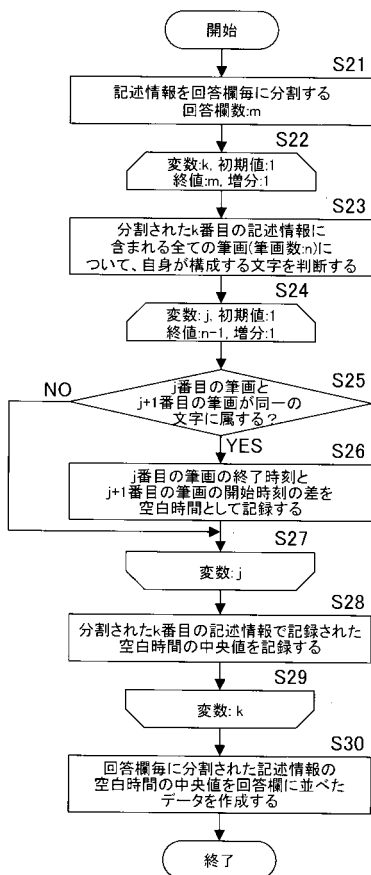 開始
S21
記述情報を回答欄毎に分割する
回答欄数:m
S22
変数:k, 初期値:1
終値:m, 増分:1
S23
分割されたk番目の記述情報に
含まれる全ての筆画(筆画数:n)に
ついて、自身が構成する文字を判断する
S24
変数:j, 初期値:1
終値:n-1, 増分:1
S25
j番目の筆画と
j+1番目の筆画が同一の
文字に属する?
NO
YES
S26
j番目の筆画の終了時刻と
j+1番目の筆画の開始時刻の差を
空白時間として記録する
S27
変数:j
S28
分割されたk番目の記述情報で記録された
空白時間の中央値を記録する
S29
変数:k
S30
回答欄毎に分割された記述情報の
空白時間の中央値を回答欄に並べた
データを作成する
終了